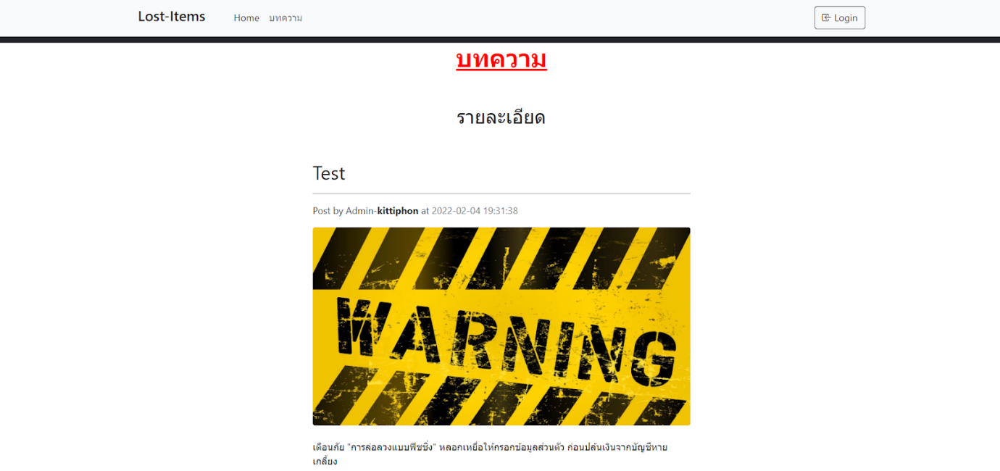 Lost-Items Home บทความ Login
บทความ
รายละเอียด
Test
Post by Admin-kittiphon at 2022-02-04 19:31:38
WARNING
เตือนภัย "การล่อลวงแบบฟิชชิ่ง" หลอกเหยื่อให้กรอกข้อมูลส่วนตัว ก่อนปล้นเงินจากบัญชีหาย
เกลี้ยง